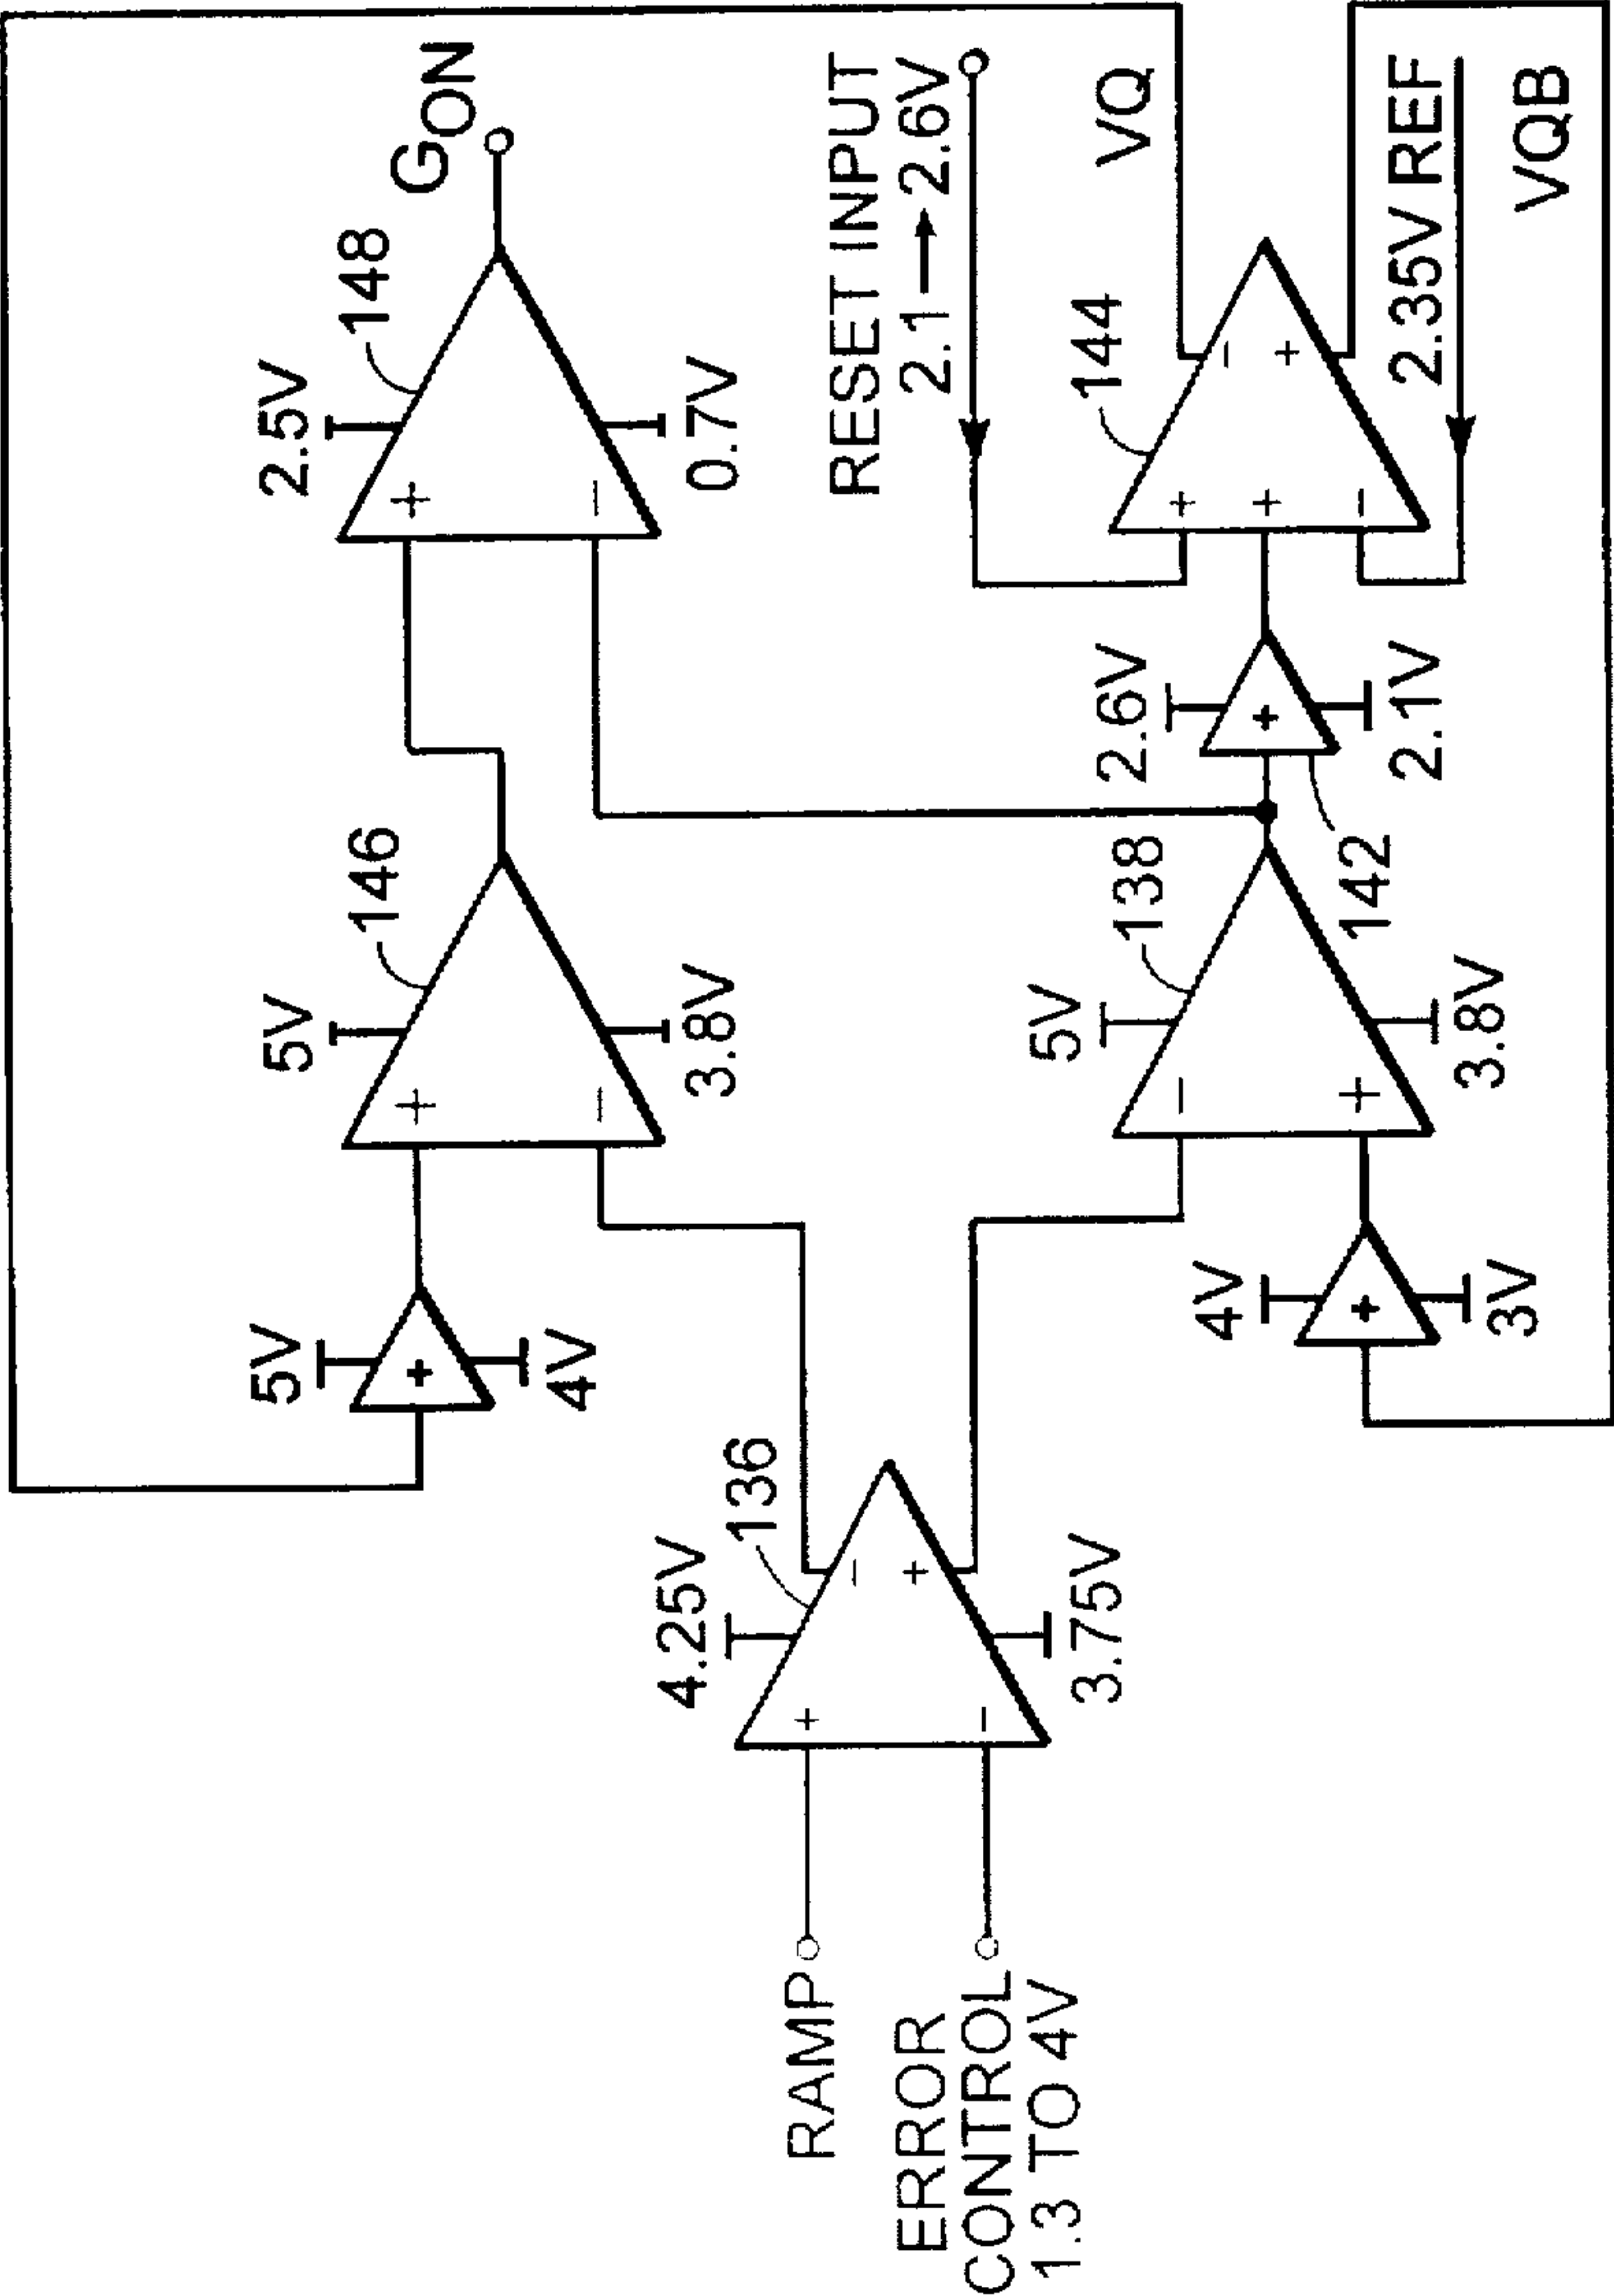 RAMP
ERROR
CONTROL
1.3 TO 4V
4.25V
136
+
-
-
+
3.75V
5V
+
4V
5V
146
+
-
3.8V
2.5V
148
+
-
0.7V
GON
4V
+
3V
5V
138
-
+
3.8V
2.6V
+
2.1V
142
RESET INPUT
2.1 → 2.6V
144
+
+
-
-
+
VQ
2.35V REF
VQB